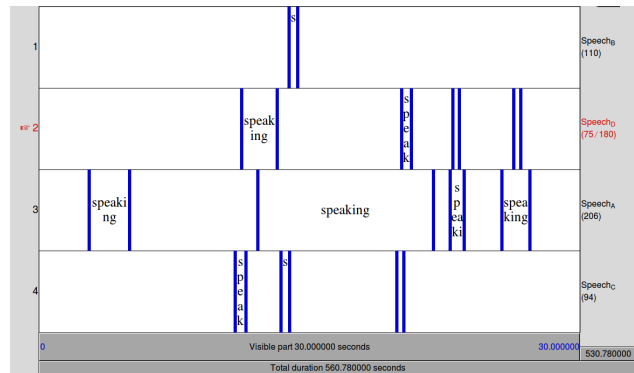 1
s
Speech_B
(110)
☞ 2
speak
ing
s
p
e
a
k
Speech_D
(75 / 180)
3
speaki
ng
speaking
s
p
ea
ki
spea
king
Speech_A
(206)
4
s
p
e
a
k
s
Speech_C
(94)
0
Visible part 30.000000 seconds
30.000000
530.780000
Total duration 560.780000 seconds